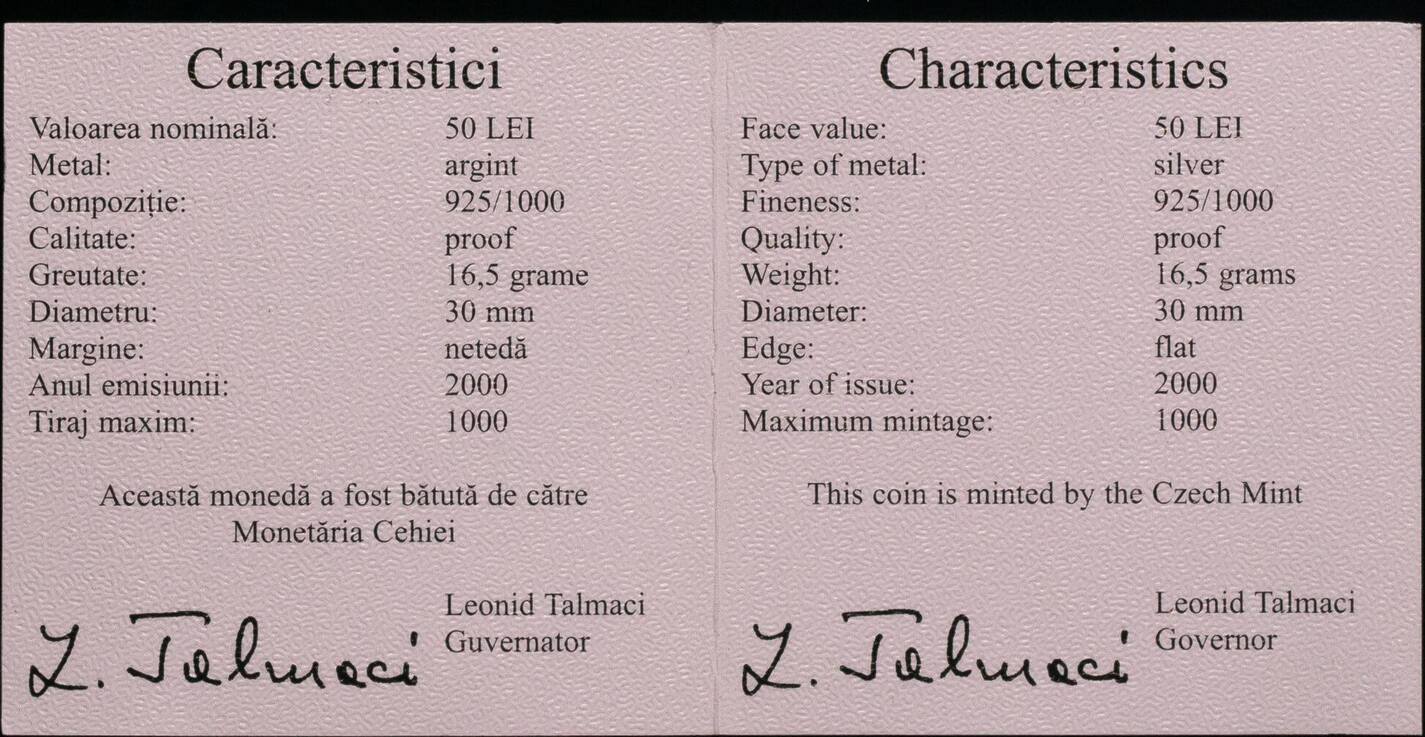 Caracteristici
Valoarea nominală: 50 LEI
Metal: argint
Compoziție: 925/1000
Calitate: proof
Greutate: 16,5 grame
Diametru: 30 mm
Margine: netedă
Anul emisiunii: 2000
Tiraj maxim: 1000
Această monedă a fost bătută de către
Monetăria Cehiei
Leonid Talmaci
Guvernator
L. Talmaci
Characteristics
Face value: 50 LEI
Type of metal: silver
Fineness: 925/1000
Quality: proof
Weight: 16,5 grams
Diameter: 30 mm
Edge: flat
Year of issue: 2000
Maximum mintage: 1000
This coin is minted by the Czech Mint
Leonid Talmaci
Governor
L. Talmaci